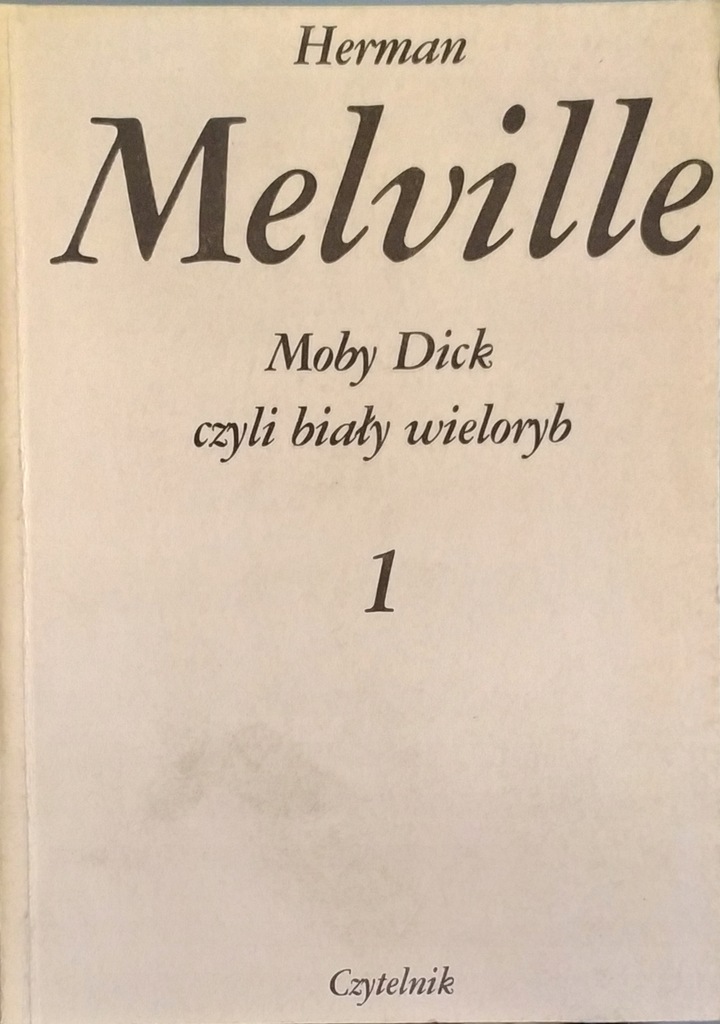 Herman
Melville
Moby Dick
czyli biały wieloryb
1
Czytelnik